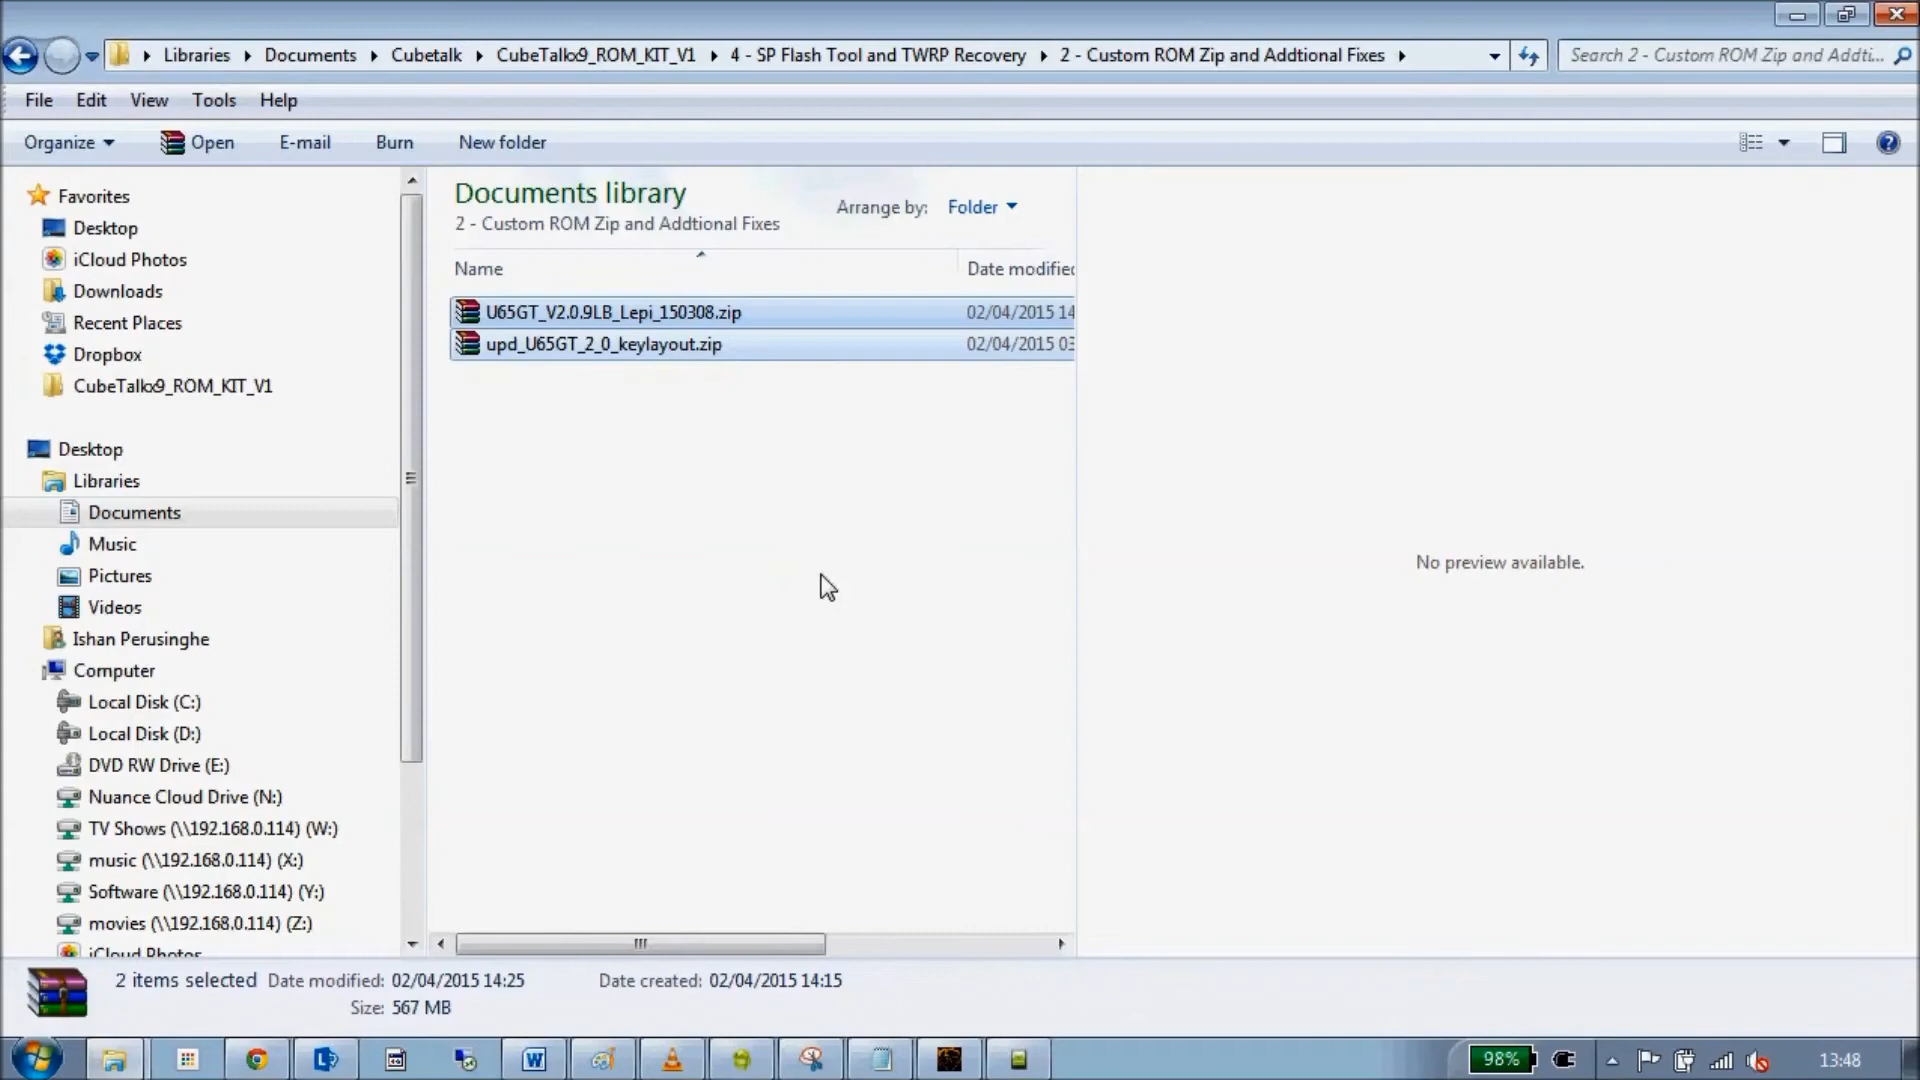 Libraries Documents Cubetalk CubeTalkx9_ROM_KIT_V1 4 - SP Flash Tool and TWRP Recovery 2 - Custom ROM Zip and Addtional Fixes Search 2 - Custom ROM Zip and Addti...
File Edit View Tools Help
Organize Open E-mail Burn New folder
Favorites
Desktop
iCloud Photos
Downloads
Recent Places
Dropbox
CubeTalkx9_ROM_KIT_V1
Desktop
Libraries
Documents
Music
Pictures
Videos
Ishan Perusinghe
Computer
Local Disk (C:)
Local Disk (D:)
DVD RW Drive (E:)
Nuance Cloud Drive (N:)
TV Shows (\\192.168.0.114) (W:)
music (\\192.168.0.114) (X:)
Software (\\192.168.0.114) (Y:)
movies (\\192.168.0.114) (Z:)
iCloud Photos
Documents library
2 - Custom ROM Zip and Addtional Fixes
Arrange by: Folder
Name Date modified
U65GT_V2.0.9LB_Lepi_150308.zip 02/04/2015 14
upd_U65GT_2_0_keylayout.zip 02/04/2015 03
No preview available.
2 items selected Date modified: 02/04/2015 14:25 Date created: 02/04/2015 14:15
Size: 567 MB
98% 13:48